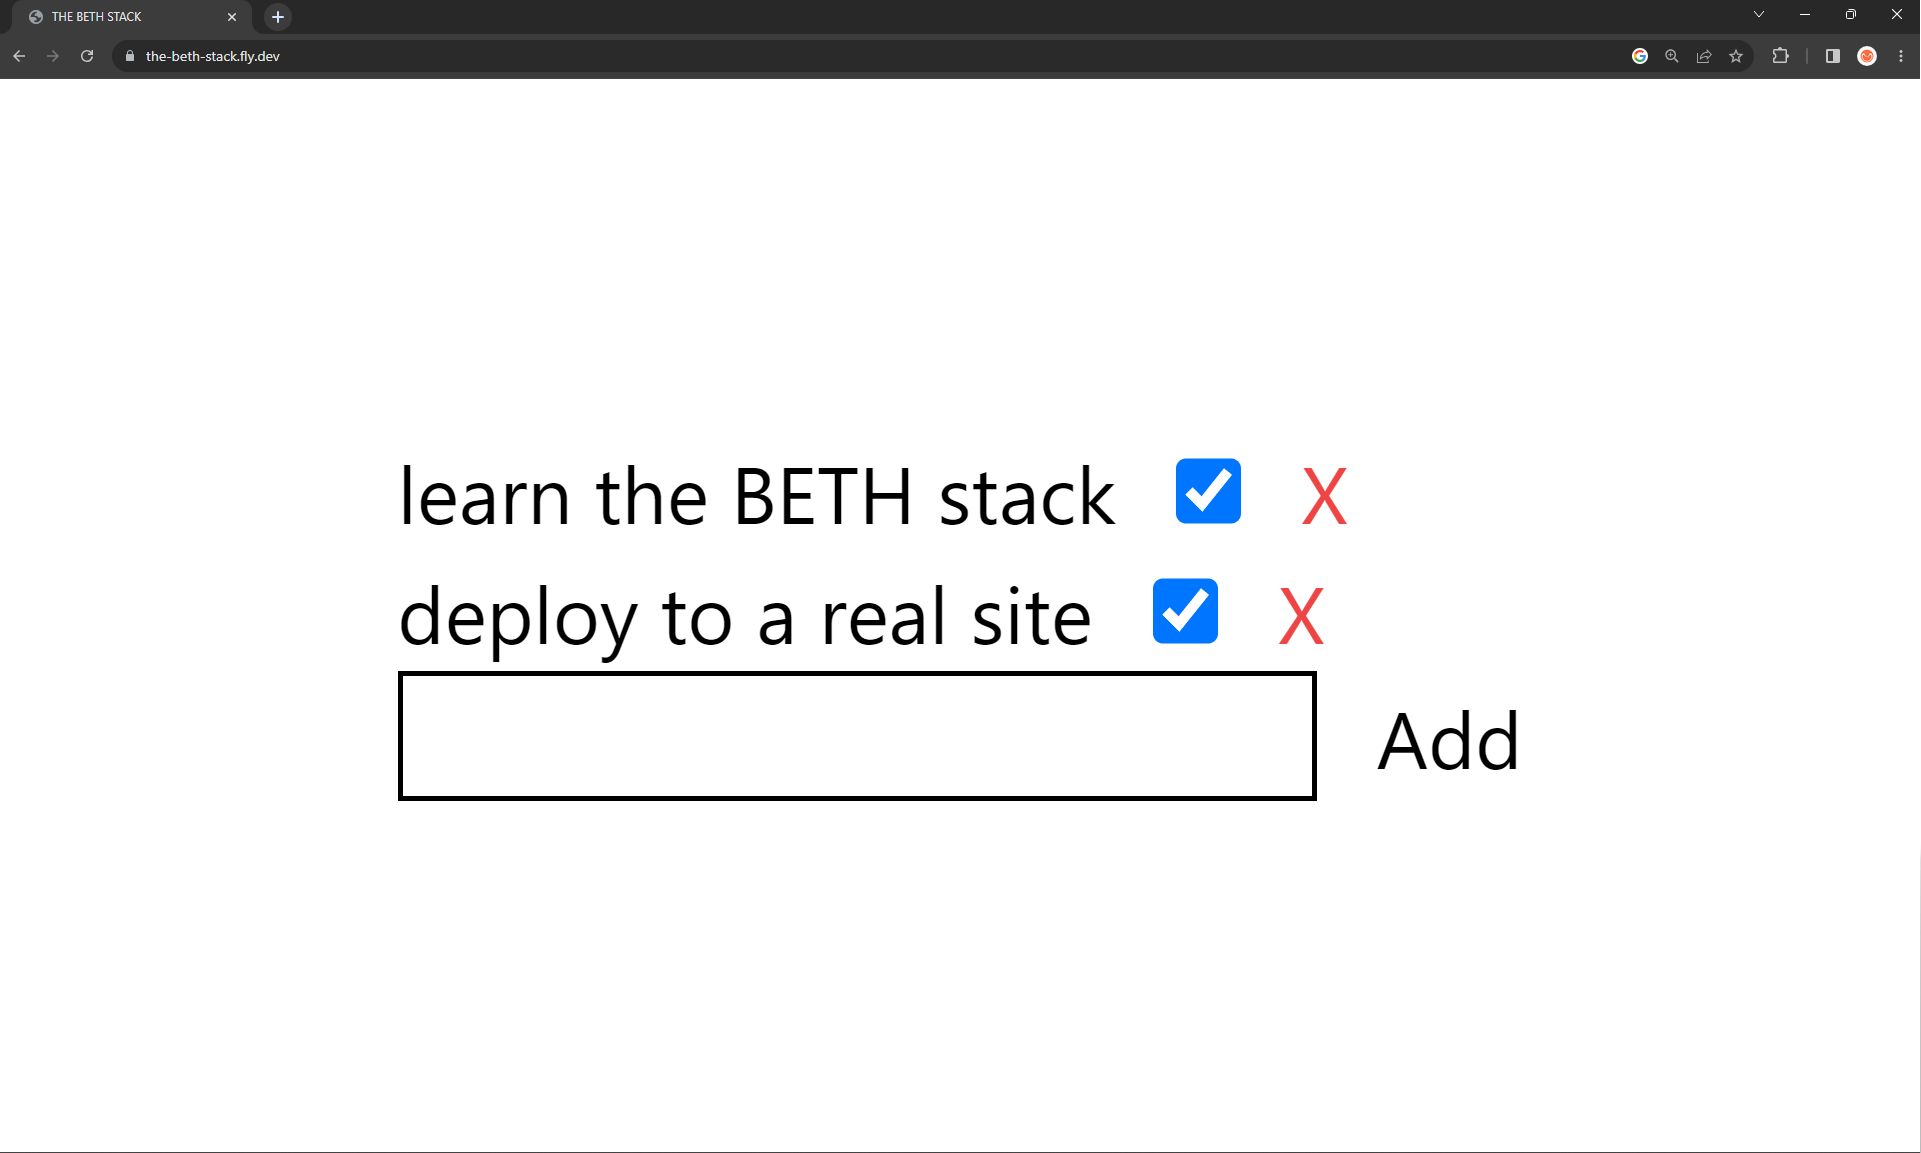 THE BETH STACK
the-beth-stack.fly.dev
learn the BETH stack X
deploy to a real site X
Add